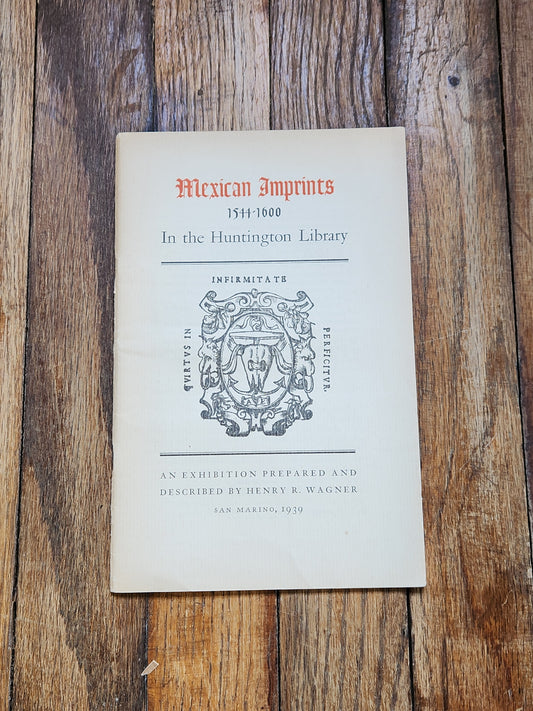 Mexican Imprints
1544-1600
In the Huntington Library
VIRTVS IN
INFIRMITATE
PERFICITVR.
AN EXHIBITION PREPARED AND
DESCRIBED BY HENRY R. WAGNER
SAN MARINO, 1939